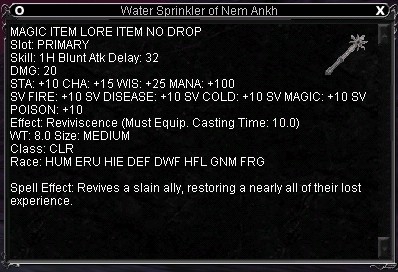 Water Sprinkler of Nem Ankh
MAGIC ITEM LORE ITEM NO DROP
Slot: PRIMARY
Skill: 1H Blunt Atk Delay: 32
DMG: 20
STA: +10 CHA: +15 WIS: +25 MANA: +100
SV FIRE: +10 SV DISEASE: +10 SV COLD: +10 SV MAGIC: +10 SV
POISON: +10
Effect: Reviviscence (Must Equip. Casting Time: 10.0)
WT: 8.0 Size: MEDIUM
Class: CLR
Race: HUM ERU HIE DEF DWF HFL GNM FRG
Spell Effect: Revives a slain ally, restoring a nearly all of their lost
experience.